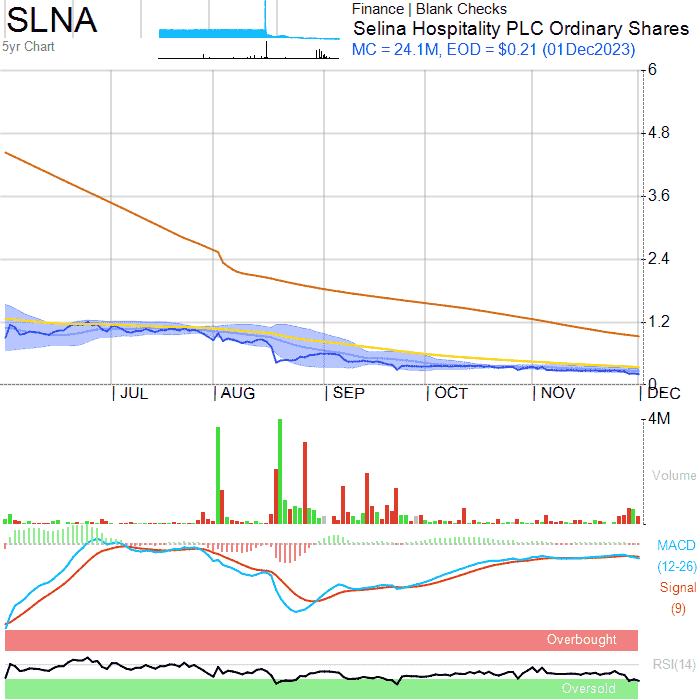 SLNA
5yr Chart
Finance | Blank Checks
Selina Hospitality PLC Ordinary Shares
MC = 24.1M, EOD = $0.21 (01Dec2023)
6
4.8
3.6
2.4
1.2
0
| JUL
| AUG
| SEP
| OCT
| NOV
| DEC
4M
Volume
MACD
(12-26)
Signal
(9)
Overbought
RSI(14)
Oversold